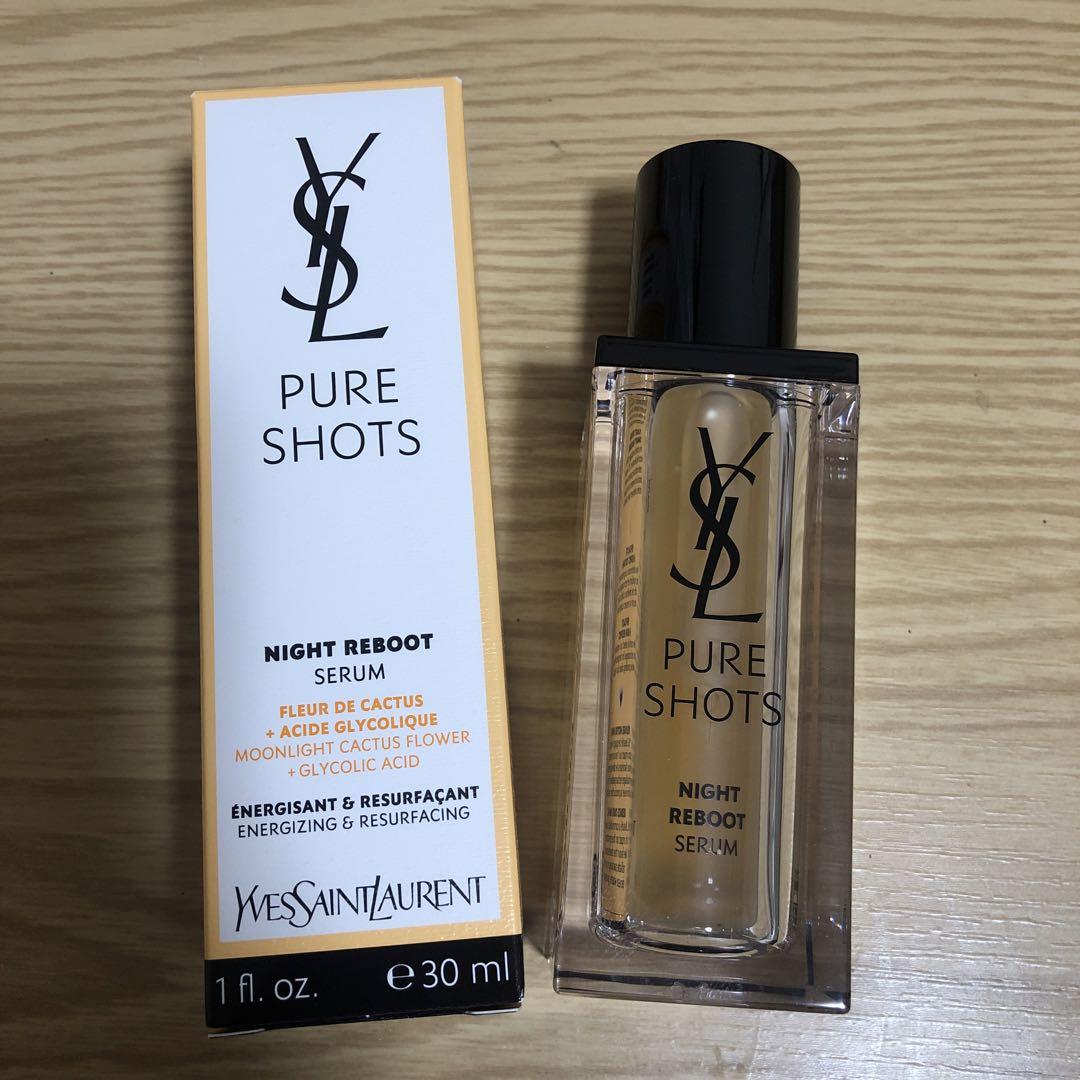 YSL
PURE
SHOTS
NIGHT REBOOT
SERUM
FLEUR DE CACTUS
+ ACIDE GLYCOLIQUE
MOONLIGHT CACTUS FLOWER
+ GLYCOLIC ACID
ÉNERGISANT & RESURFAÇANT
ENERGIZING & RESURFACING
YVESSAINTLAURENT
1 fl. oz. ℮ 30 ml
YSL
PURE
SHOTS
NIGHT
REBOOT
SERUM